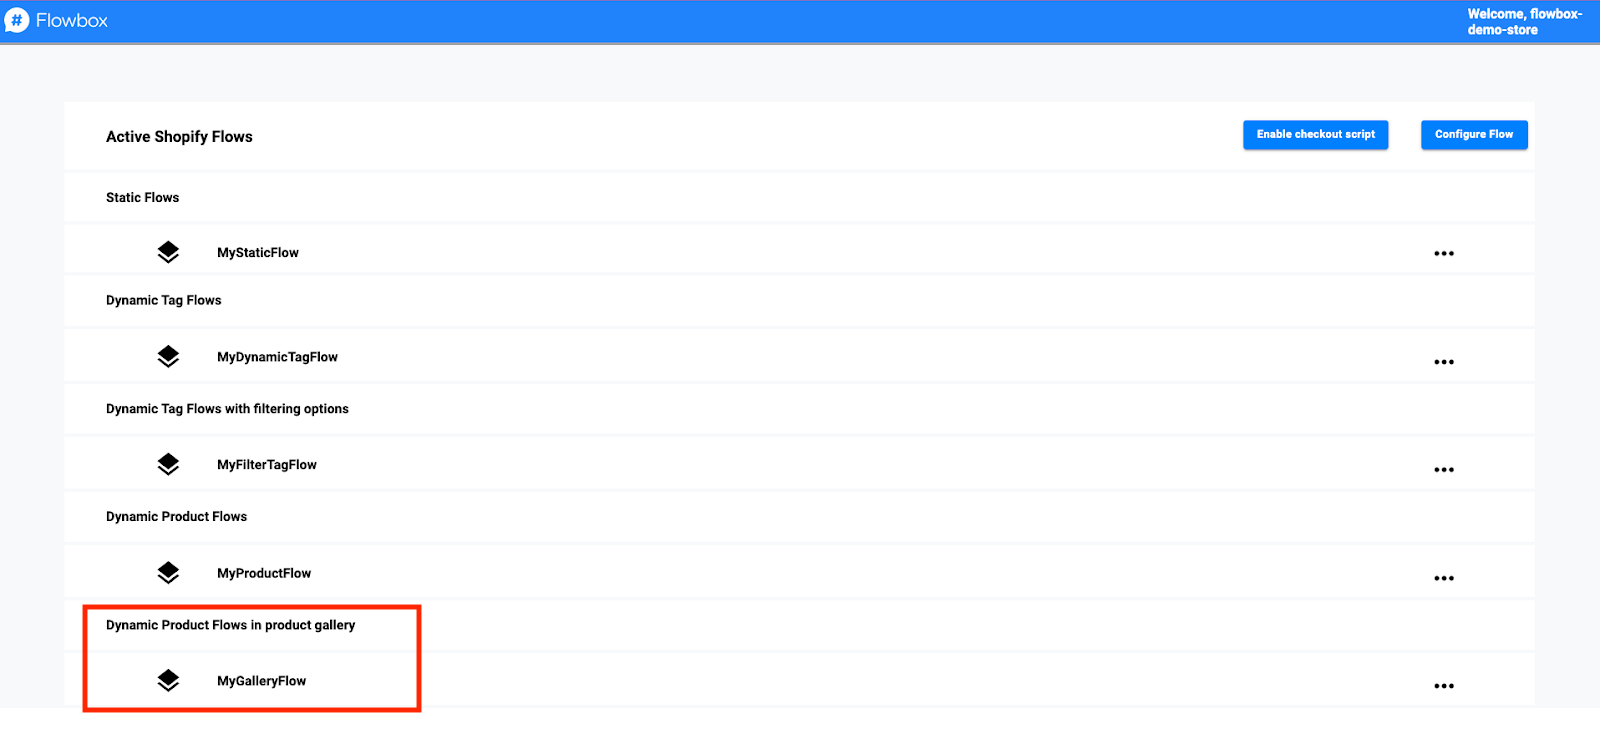 # Flowbox
Welcome, flowbox-
demo-store
Active Shopify Flows
Enable checkout script
Configure Flow
Static Flows
MyStaticFlow
Dynamic Tag Flows
MyDynamicTagFlow
Dynamic Tag Flows with filtering options
MyFilterTagFlow
Dynamic Product Flows
MyProductFlow
Dynamic Product Flows in product gallery
MyGalleryFlow